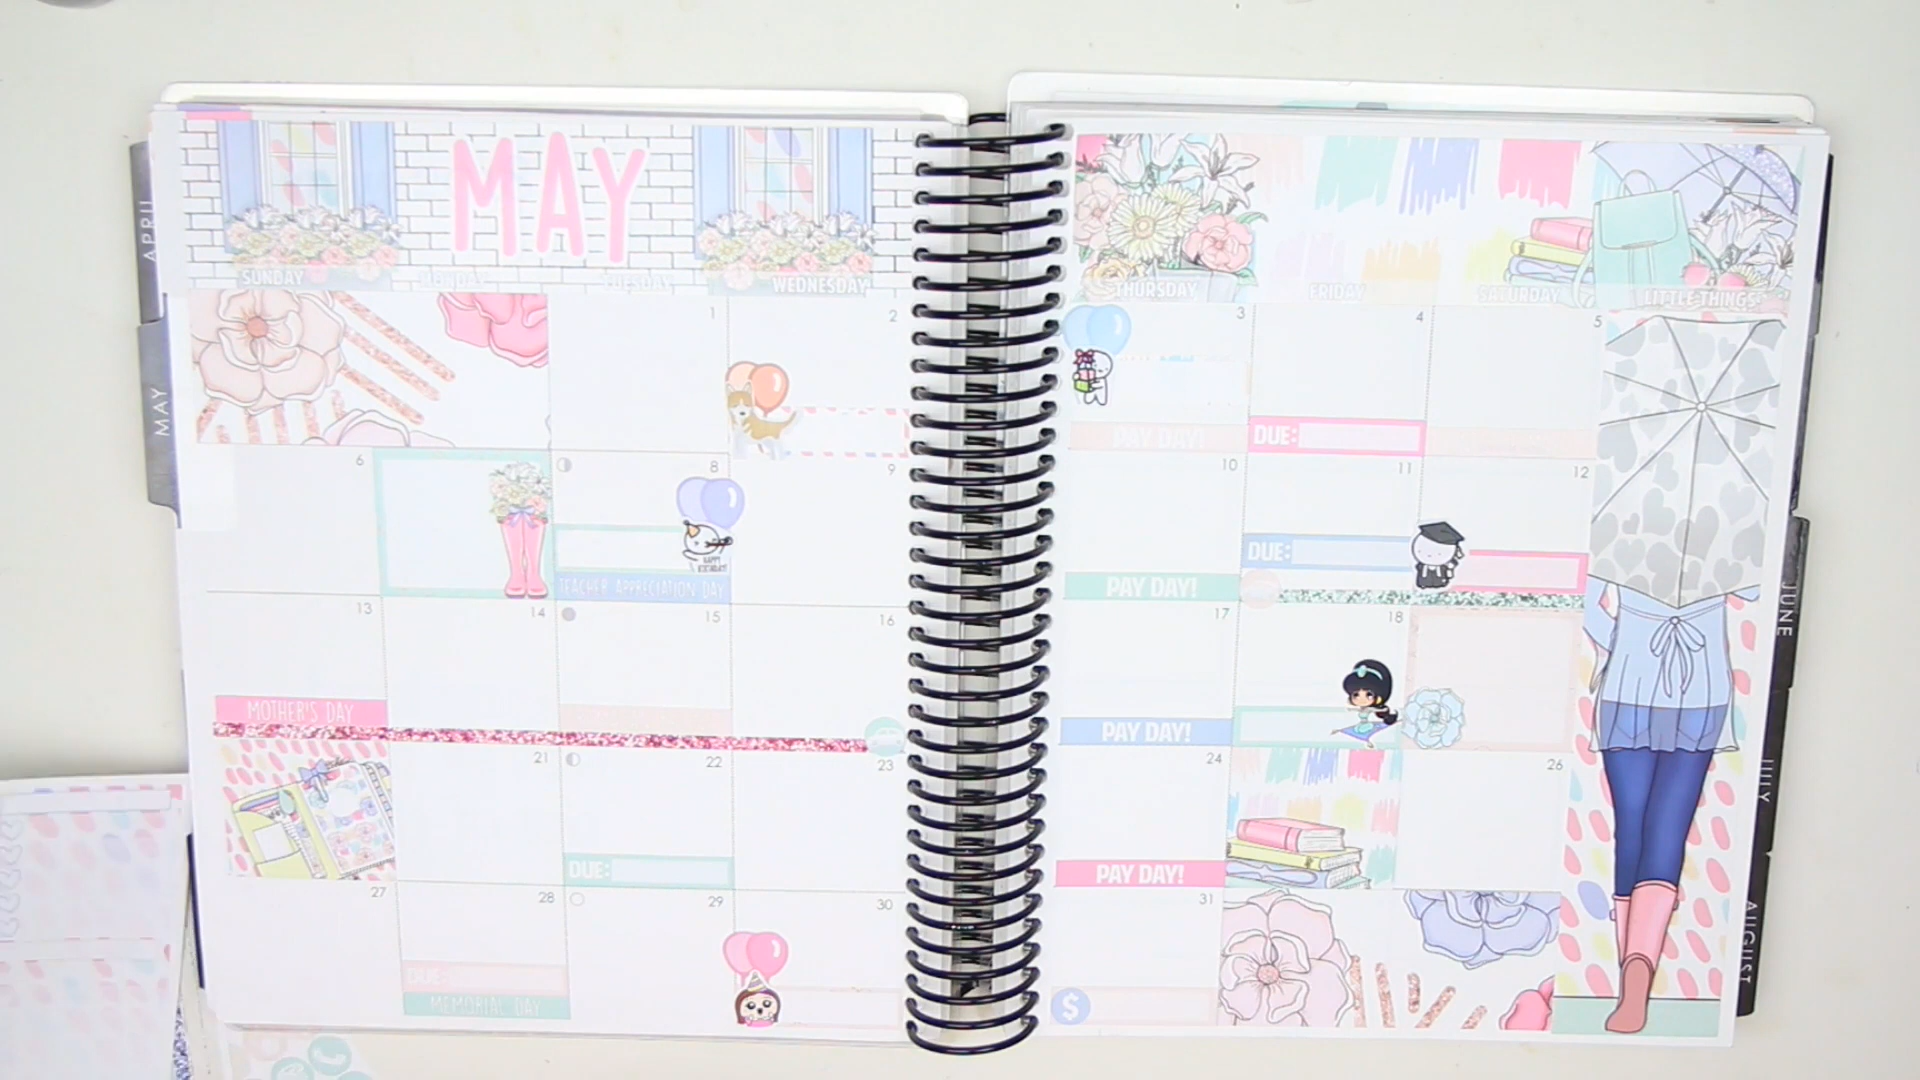 MAY
SUNDAY MONDAY TUESDAY WEDNESDAY THURSDAY FRIDAY SATURDAY LITTLE THINGS
1 2 3 4 5
PAY DAY! DUE:
6 8 9 10 11 12
HAPPY BIRTHDAY!
TEACHER APPRECIATION DAY
PAY DAY!
DUE:
13 14 15 16 17 18
MOTHER'S DAY
PAY DAY!
21 22 23 24 26
DUE:
PAY DAY!
27 28 29 30 31
DUE:
MEMORIAL DAY
$
APRIL
MAY
JUNE
JULY
AUGUST